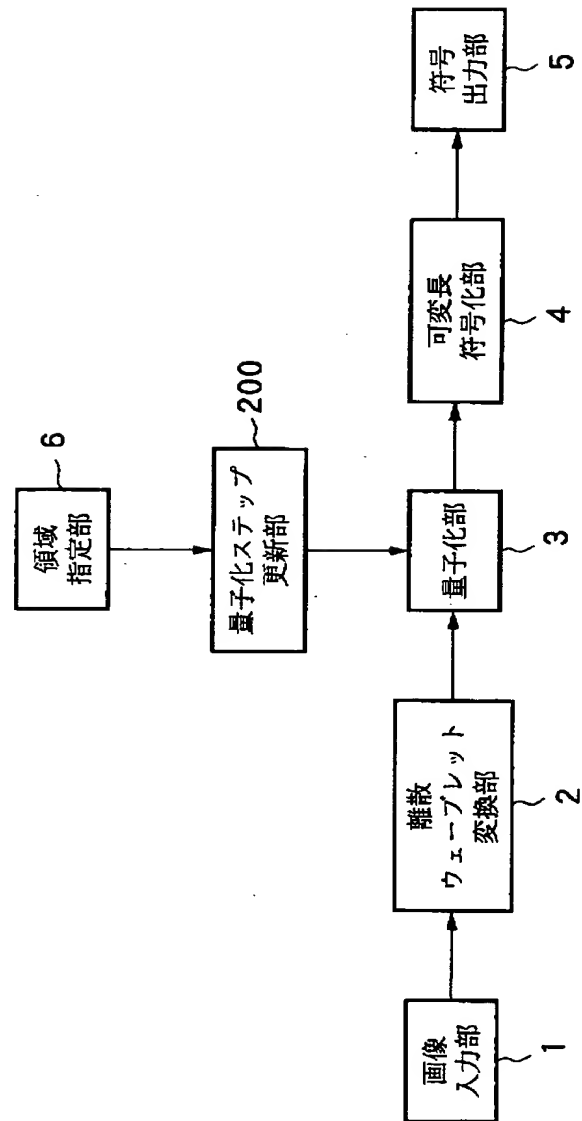 領域
指定部
6
量子化ステップ
更新部
200
画像
入力部
1
離散
ウェーブレット
変換部
2
量子化部
3
可変長
符号化部
4
符号
出力部
5